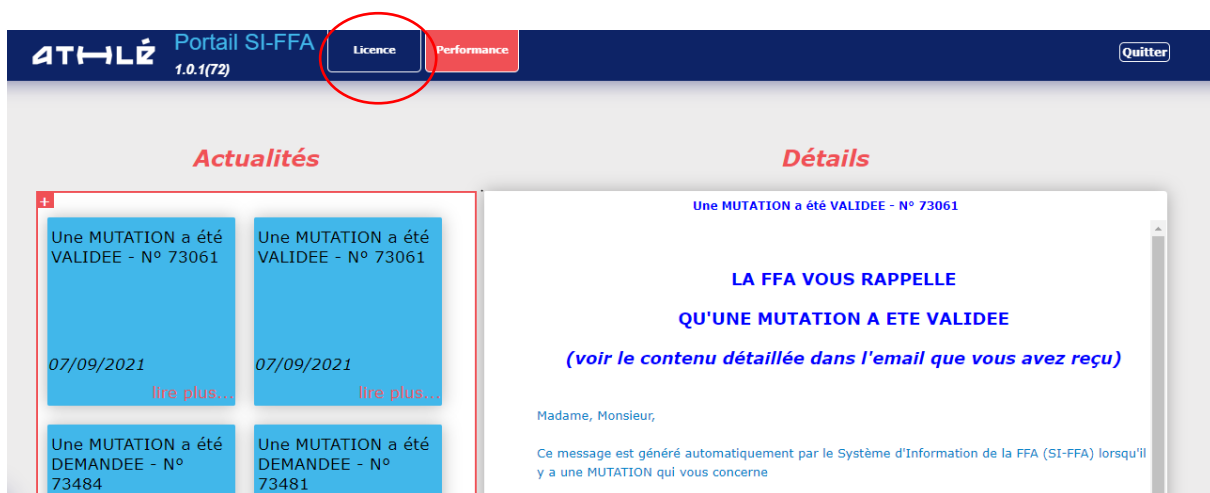 ATHLÉ
Portail SI-FFA
1.0.1(72)
Licence
Performance
Quitter
Actualités
+
Une MUTATION a été
VALIDEE - Nº 73061
07/09/2021
lire plus...
Une MUTATION a été
VALIDEE - Nº 73061
07/09/2021
lire plus...
Une MUTATION a été
DEMANDEE - Nº
73484
Une MUTATION a été
DEMANDEE - Nº
73481
Détails
Une MUTATION a été VALIDEE - Nº 73061
LA FFA VOUS RAPPELLE
QU'UNE MUTATION A ETE VALIDEE
(voir le contenu détaillée dans l'email que vous avez reçu)
Madame, Monsieur,
Ce message est généré automatiquement par le Système d'Information de la FFA (SI-FFA) lorsqu'il
y a une MUTATION qui vous concerne